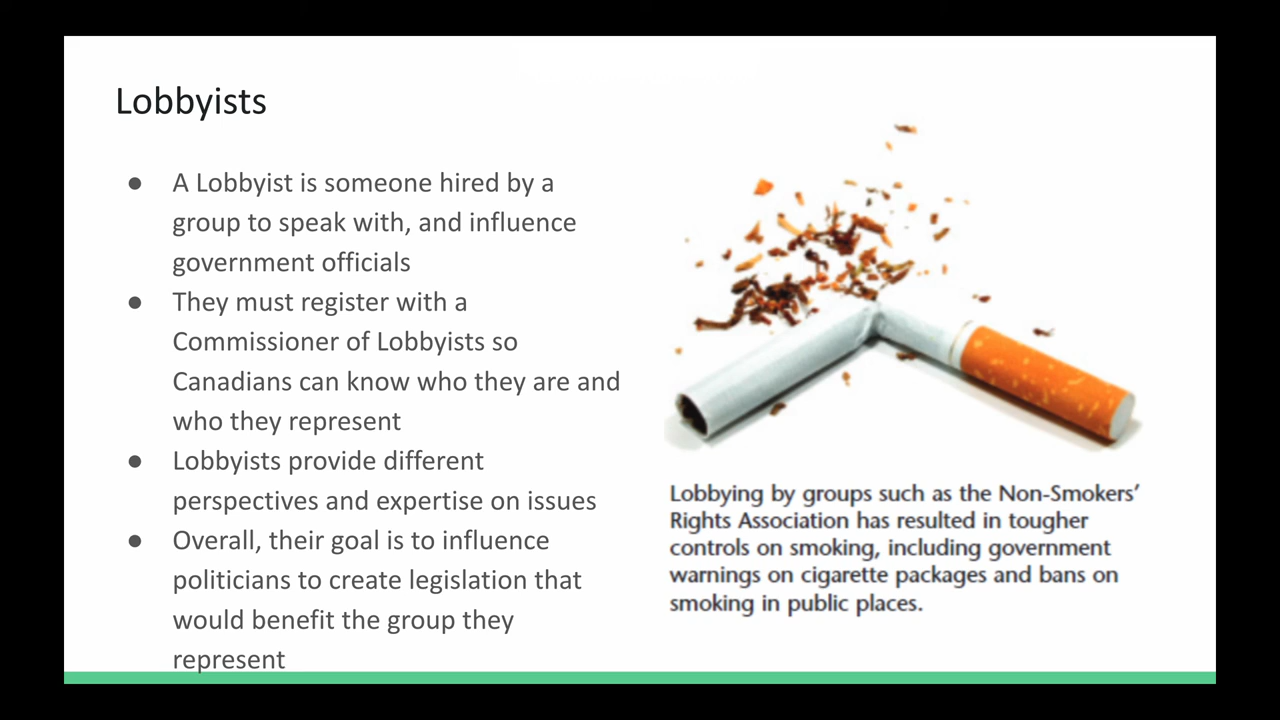 Lobbyists
● A Lobbyist is someone hired by a
group to speak with, and influence
government officials
● They must register with a
Commissioner of Lobbyists so
Canadians can know who they are and
who they represent
● Lobbyists provide different
perspectives and expertise on issues
● Overall, their goal is to influence
politicians to create legislation that
would benefit the group they
represent
Lobbying by groups such as the Non-Smokers’
Rights Association has resulted in tougher
controls on smoking, including government
warnings on cigarette packages and bans on
smoking in public places.